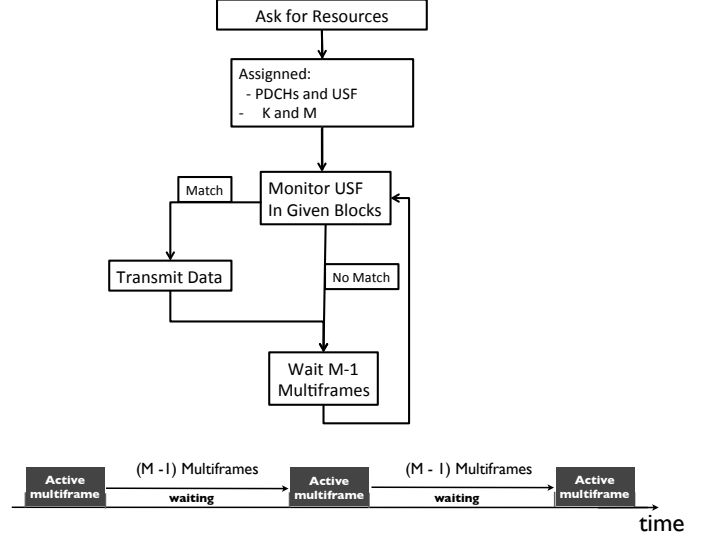 Ask for Resources
Assignned:
- PDCHs and USF
- K and M
Monitor USF
In Given Blocks
Match
Transmit Data
No Match
Wait M-1
Multiframes
Active
multiframe
(M -1) Multiframes
waiting
Active
multiframe
(M - 1) Multiframes
waiting
Active
multiframe
time